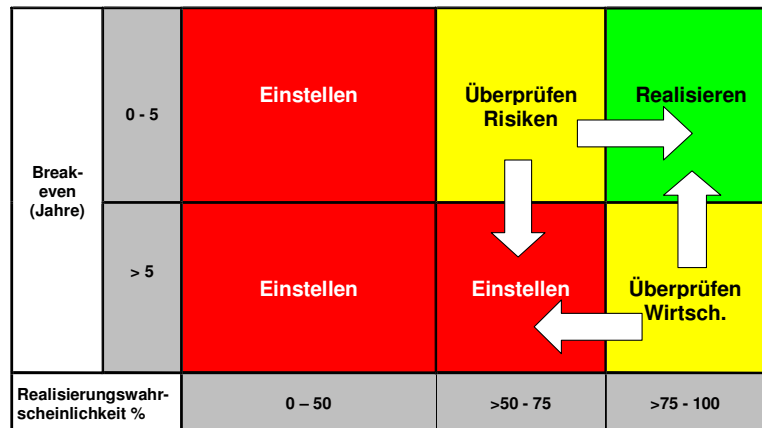 Break-
even
(Jahre)
0 - 5
Einstellen
Überprüfen
Risiken
Realisieren
> 5
Einstellen
Einstellen
Überprüfen
Wirtsch.
Realisierungswahr-
scheinlichkeit %
0 – 50
>50 - 75
>75 - 100